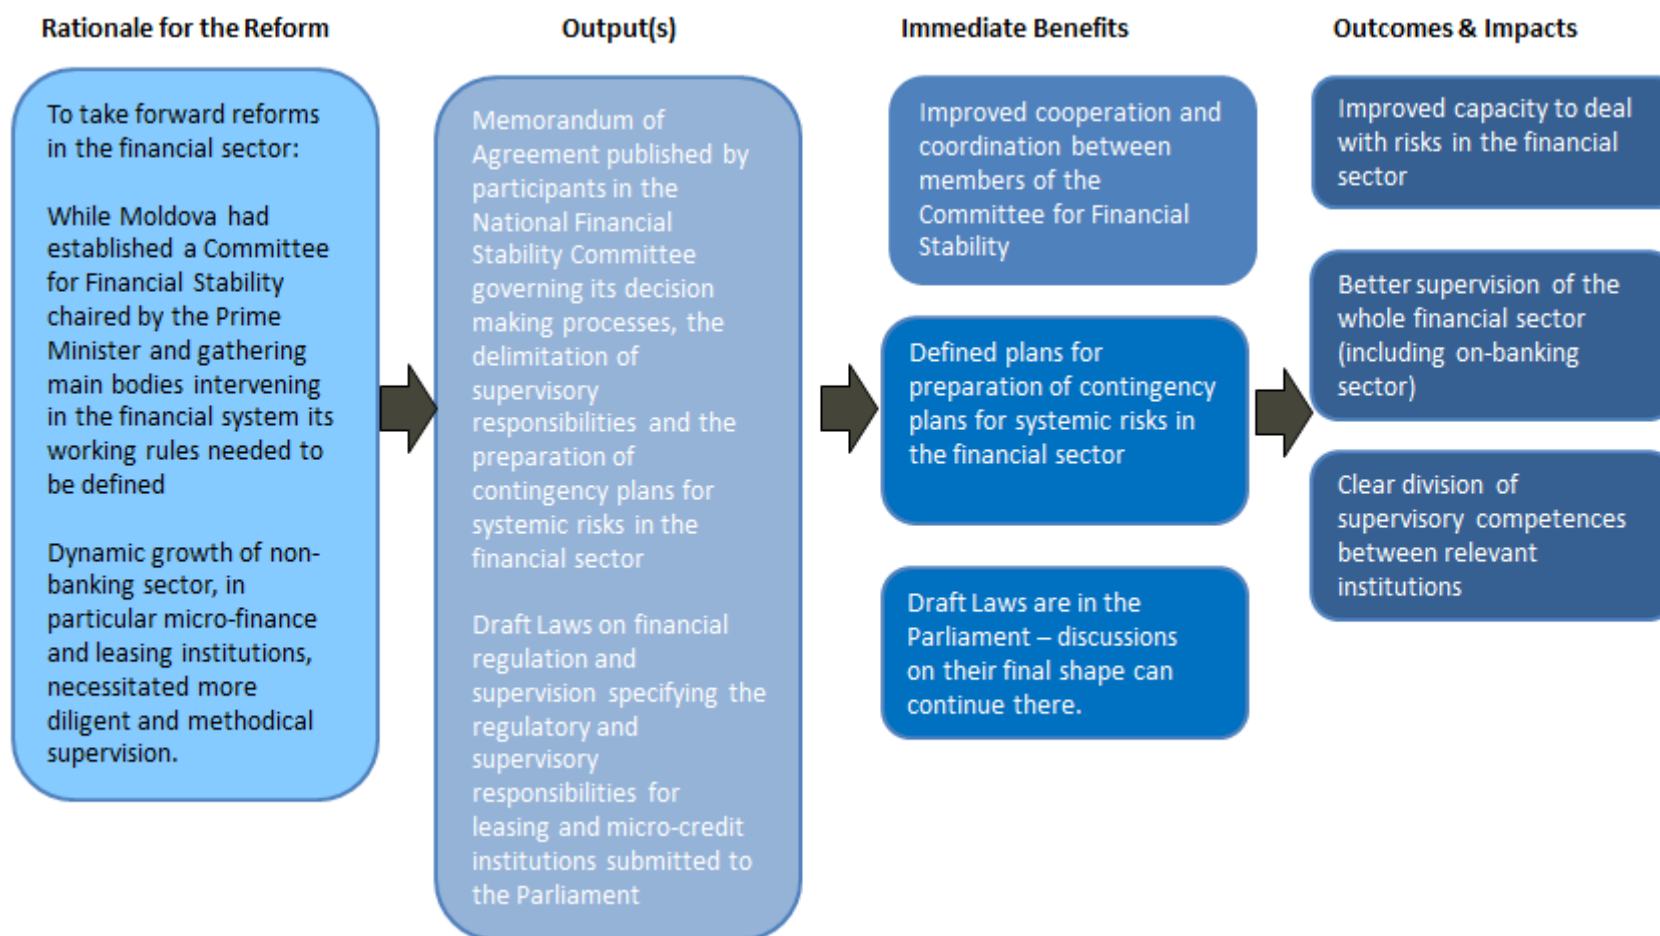 Rationale for the Reform
To take forward reforms
in the financial sector:
While Moldova had
established a Committee
for Financial Stability
chaired by the Prime
Minister and gathering
main bodies intervening
in the financial system its
working rules needed to
be defined
Dynamic growth of non-
banking sector, in
particular micro-finance
and leasing institutions,
necessitated more
diligent and methodical
supervision.
Output(s)
Memorandum of
Agreement published by
participants in the
National Financial
Stability Committee
governing its decision
making processes, the
delimitation of
supervisory
responsibilities and the
preparation of
contingency plans for
systemic risks in the
financial sector
Draft Laws on financial
regulation and
supervision specifying the
regulatory and
supervisory
responsibilities for
leasing and micro-credit
institutions submitted to
the Parliament
Immediate Benefits
Improved cooperation and
coordination between
members of the
Committee for Financial
Stability
Defined plans for
preparation of contingency
plans for systemic risks in
the financial sector
Draft Laws are in the
Parliament – discussions
on their final shape can
continue there.
Outcomes & Impacts
Improved capacity to deal
with risks in the financial
sector
Better supervision of the
whole financial sector
(including on-banking
sector)
Clear division of
supervisory competences
between relevant
institutions